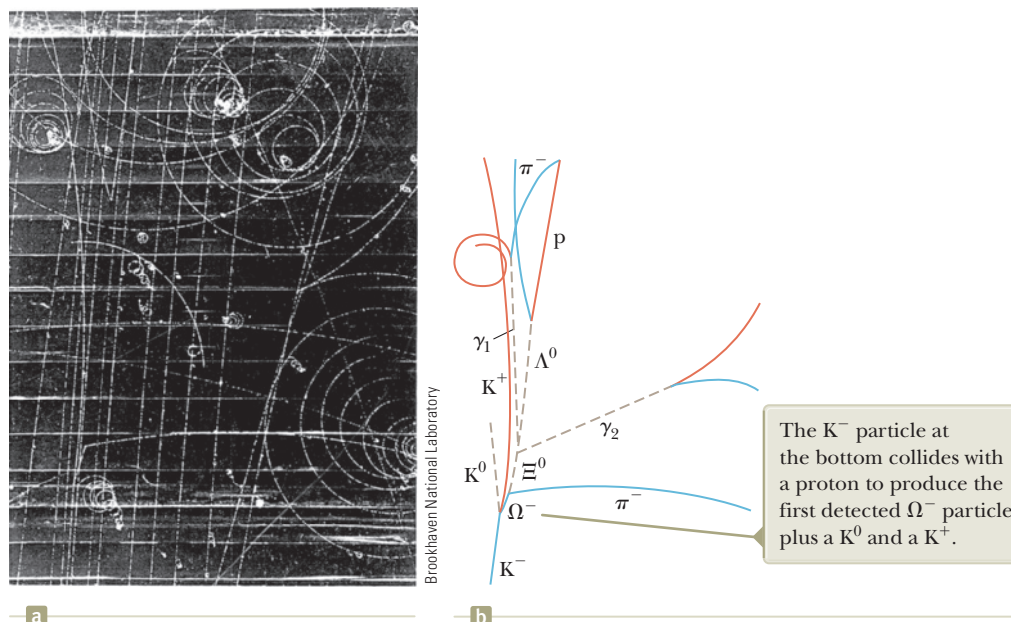 Brookhaven National Laboratory
π⁻
p
γ₁
Λ⁰
K⁺
γ₂
K⁰
Ξ⁰
Ω⁻
π⁻
K⁻
The K⁻ particle at
the bottom collides with
a proton to produce the
first detected Ω⁻ particle
plus a K⁰ and a K⁺.
a
b